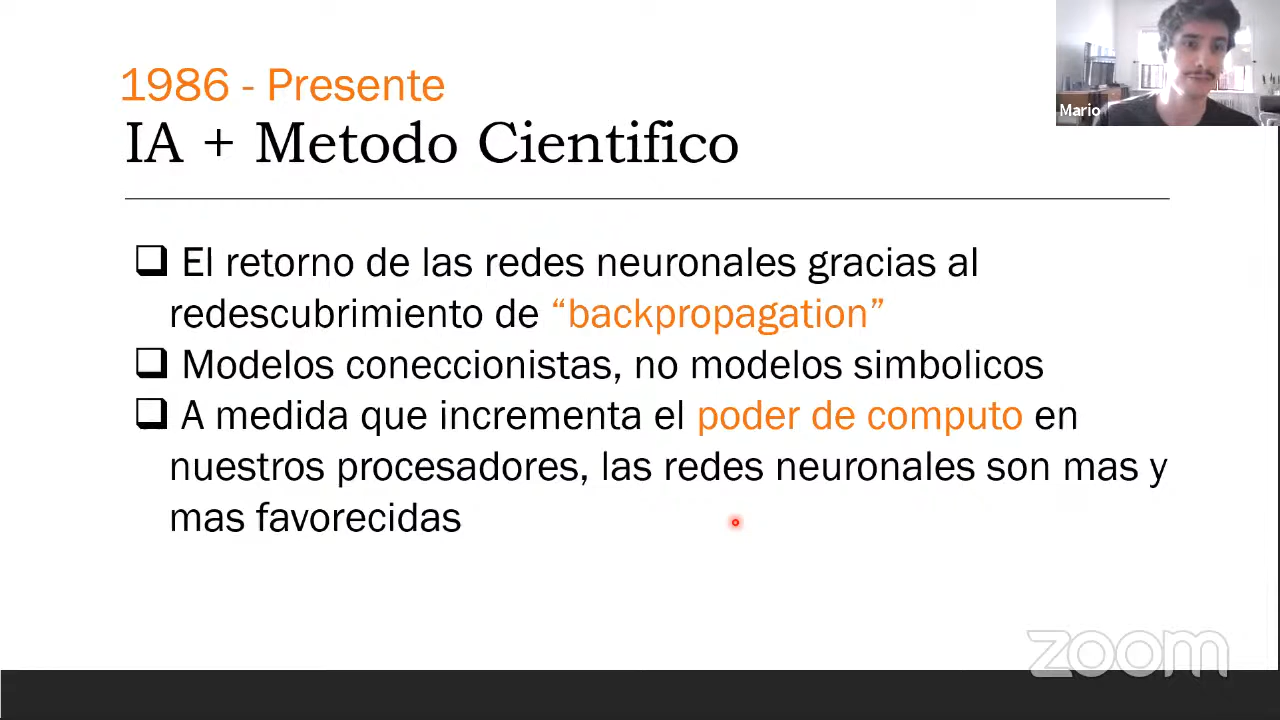 1986 - Presente
IA + Metodo Cientifico
Mario
El retorno de las redes neuronales gracias al
redescubrimiento de “backpropagation”
Modelos coneccionistas, no modelos simbolicos
A medida que incrementa el poder de computo en
nuestros procesadores, las redes neuronales son mas y
mas favorecidas
zoom